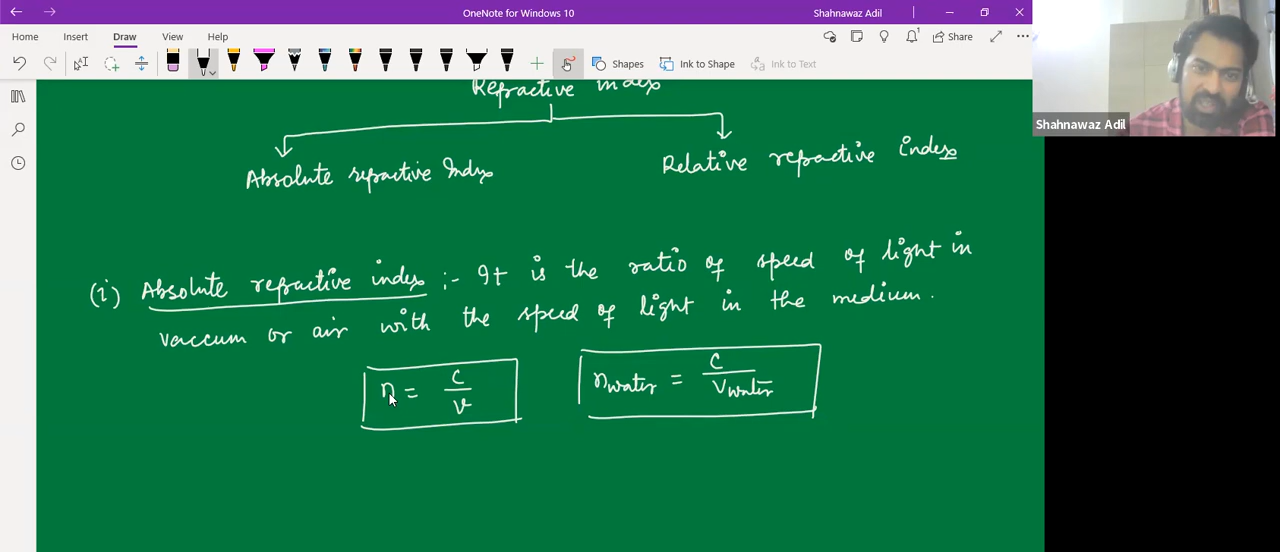 OneNote for Windows 10
Shahnawaz Adil
Home Insert Draw View Help
Share
Shapes
Ink to Shape
Ink to Text
Shahnawaz Adil
Refractive index
Absolute refractive Index
Relative refractive index
(i) Absolute refractive index :- It is the ratio of speed of light in
vaccum or air with the speed of light in the medium.
n = c/v
n water = c/v water